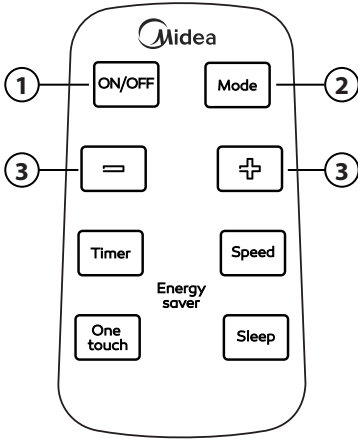 Midea
1 ON/OFF Mode 2
3 − + 3
Timer Speed
Energy
saver
One
touch
Sleep